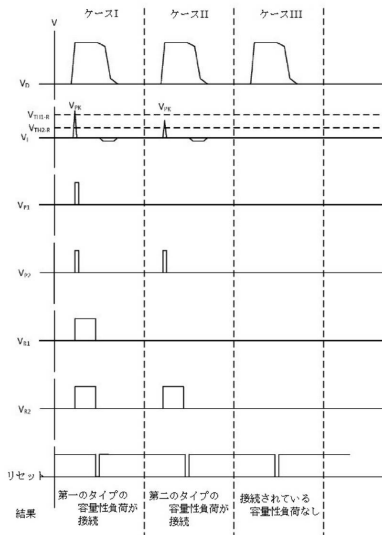 ケースI ケースII ケースIII
V
VD
VPK VPK
VTH1-R
VTH2-R
VI
VP1
VP2
VR1
VR2
リセット
結果
第一のタイプの
容量性負荷が
接続
第二のタイプの
容量性負荷が
接続
接続されている
容量性負荷なし